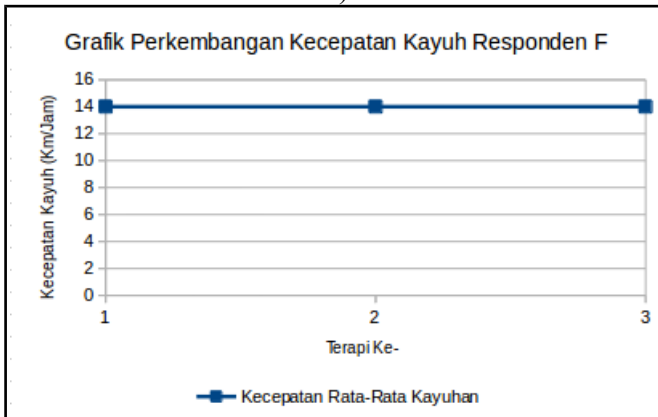 Grafik Perkembangan Kecepatan Kayuh Responden F
Kecepatan Kayuh (Km/Jam)
16
14
12
10
8
6
4
2
0
1 2 3
Terapi Ke-
Kecepatan Rata-Rata Kayuhan